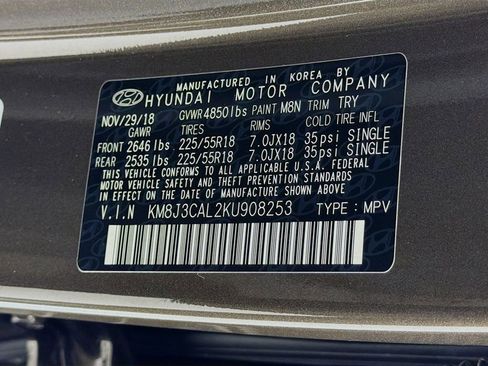 MANUFACTURED IN KOREA BY
HYUNDAI MOTOR COMPANY
NOV/29/18 GVWR 4850lbs PAINT M8N TRIM TRY
GAWR TIRES RIMS COLD TIRE INFL
FRONT 2646 lbs 225/55R18 7.0JX18 35psi SINGLE
REAR 2535 lbs 225/55R18 7.0JX18 35psi SINGLE
THIS VEHICLE CONFORMS TO ALL APPLICABLE U.S.A. FEDERAL
MOTOR VEHICLE SAFETY STANDARDS IN EFFECT ON THE
DATE OF MANUFACTURE SHOWN ABOVE.
V.I.N KM8J3CAL2KU908253 TYPE : MPV